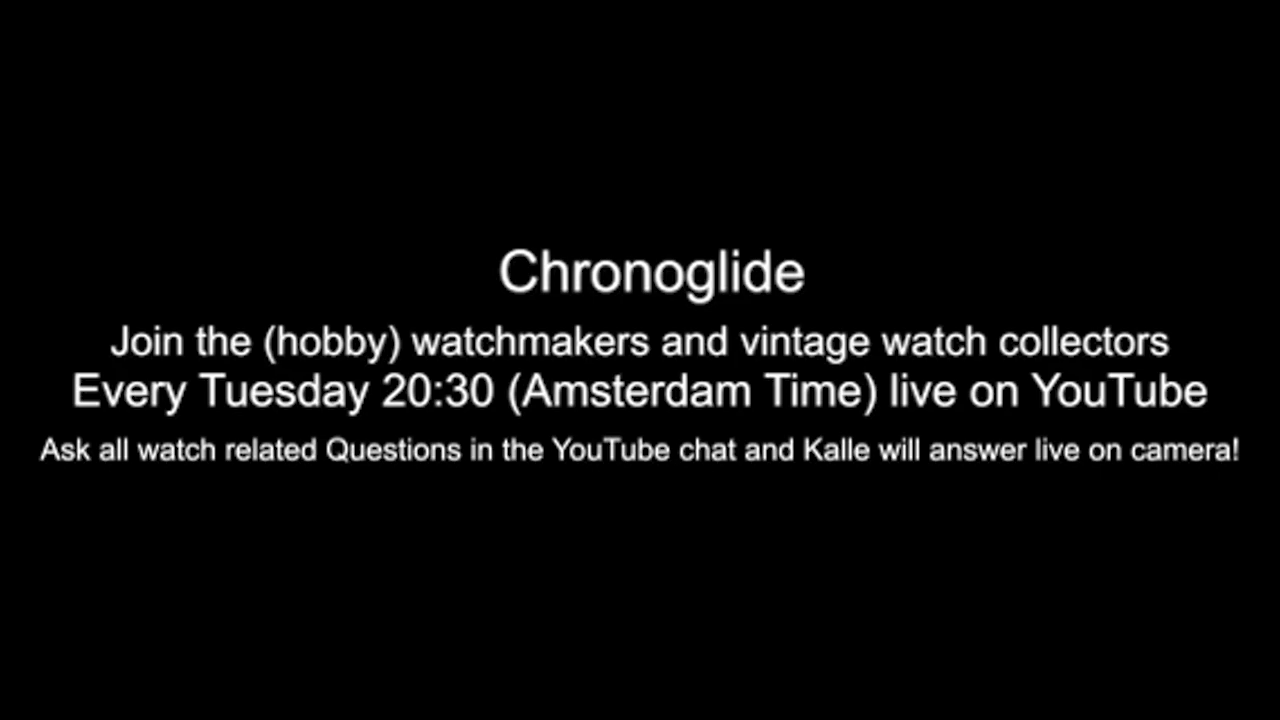 Chronoglide
Join the (hobby) watchmakers and vintage watch collectors
Every Tuesday 20:30 (Amsterdam Time) live on YouTube
Ask all watch related Questions in the YouTube chat and Kalle will answer live on camera!